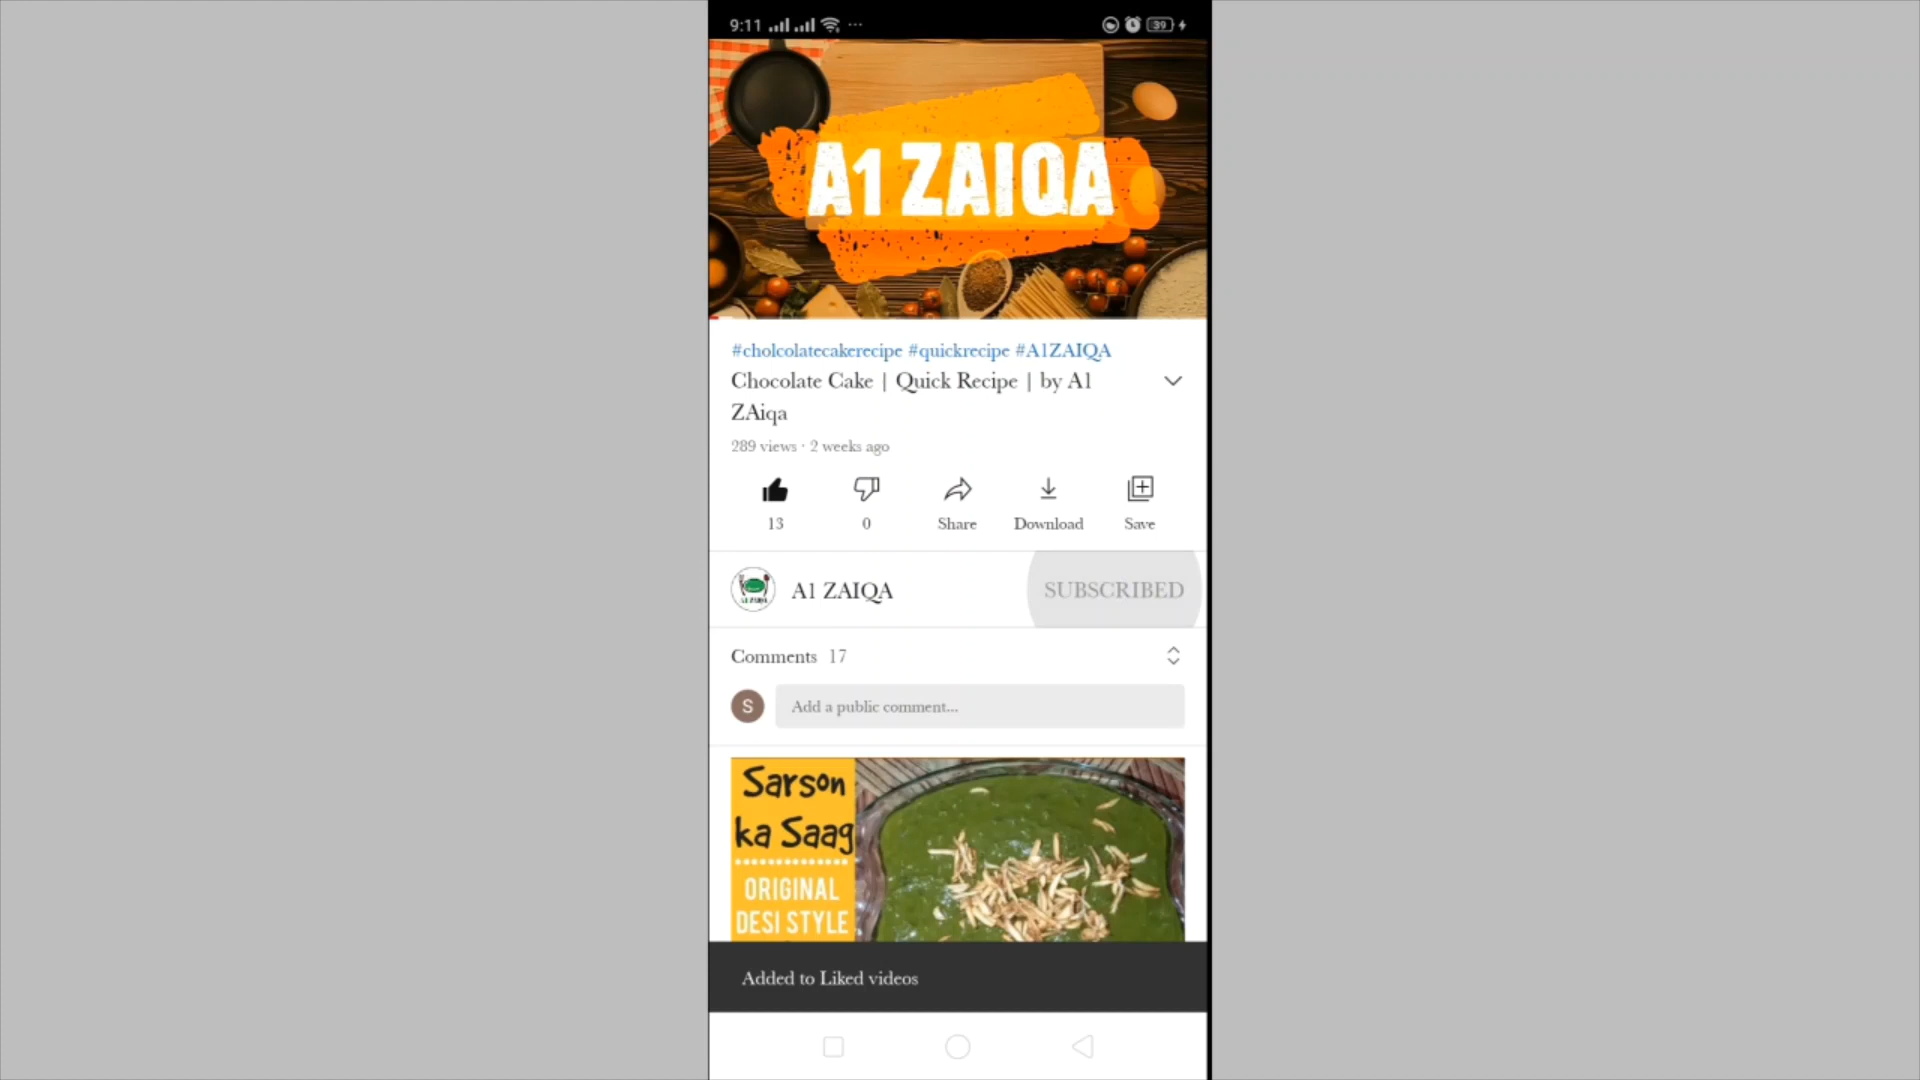 9:11
39
A1 ZAIQA
#cholcolatecakerecipe #quickrecipe #A1ZAIQA
Chocolate Cake | Quick Recipe | by A1
ZAiqa
289 views · 2 weeks ago
13
0
Share
Download
Save
A1 ZAIQA
SUBSCRIBED
Comments 17
S
Add a public comment...
Sarson
ka Saag
ORIGINAL
DESI STYLE
Added to Liked videos